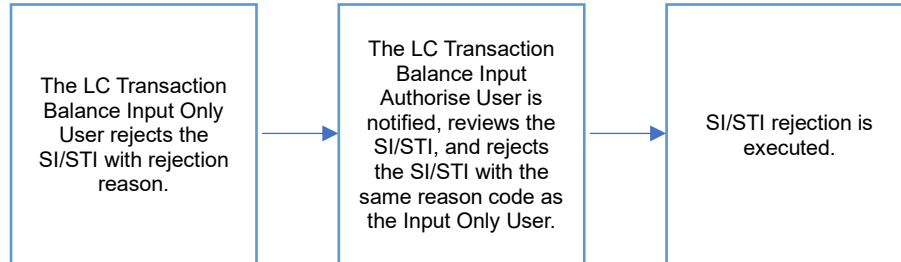 The LC Transaction
Balance Input Only
User rejects the
SI/STI with rejection
reason.
The LC Transaction
Balance Input
Authorise User is
notified, reviews the
SI/STI, and rejects
the SI/STI with the
same reason code as
the Input Only User.
SI/STI rejection is
executed.